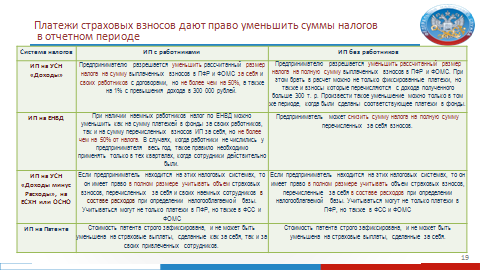 Платежи страховых взносов дают право уменьшить суммы налогов
в отчетном периоде
Система налогов
ИП с работниками
ИП без работников
ИП на УСН
«Доходы»
Предпринимателю разрешается уменьшить рассчитанный размер
налога на сумму выплаченных взносов в ПФР и ФОМС за себя и
своих работников с договорами, но не более чем на 50%, а также
на 1% с превышения дохода в 300 000 рублей.
Предпринимателю разрешается уменьшить рассчитанный размер
налога на полную сумму выплаченных взносов в ПФР и ФОМС. При
этом брать в расчет можно не только фиксированные платежи, но
также и взносы которые перечисляются с дохода полученного
больше 300 т. р. Произвести такое уменьшение можно только в том
же периоде, когда были сделаны соответствующее платежи в фонды.
ИП на ЕНВД
При наличии наемных работников налог по ЕНВД можно
уменьшить как на сумму платежей в фонды за своих работников,
так и на сумму перечисленных взносов ИП за себя, но не более
чем на 50% от налога. В случаях, когда работники не числились у
предпринимателя весь год, такое правило необходимо
применять только в тех кварталах, когда сотрудники действительно
были.
Предприниматель может снизить сумму налога на полную сумму
перечисленных за себя взносов.
ИП на УСН
«Доходы минус
Расходы», на
ЕСХН или ОСНО
Если предприниматель находится на этих налоговых системах, то
он имеет право в полном размере учитывать объем страховых
взносов, перечисленных за себя и своих наемных сотрудников в
составе расходов при определении налогооблагаемой базы.
Учитываться могут не только платежи в ПФР, но также в ФСС и
ФОМС
Если предприниматель находится на этих налоговых системах, то он
имеет право в полном размере учитывать объем страховых взносов,
перечисленные за себя в составе расходов при определении
налогооблагаемой базы. Учитываться могут не только платежи в
ПФР, но также в ФСС и ФОМС
ИП на Патенте
Стоимость патента строго зафиксирована, и не может быть
уменьшена на страховые выплаты, сделанные как за себя, так и за
своих привлеченных сотрудников.
Стоимость патента строго зафиксирована, и не может быть
уменьшена на страховые выплаты, сделанные за себя.
19